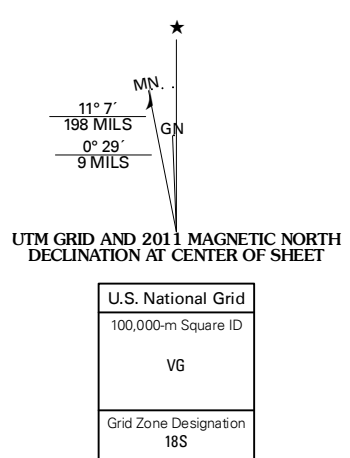 ★
MN
11° 7´
198 MILS
GN
0° 29´
9 MILS
UTM GRID AND 2011 MAGNETIC NORTH
DECLINATION AT CENTER OF SHEET
U.S. National Grid
100,000-m Square ID
VG
Grid Zone Designation
18S